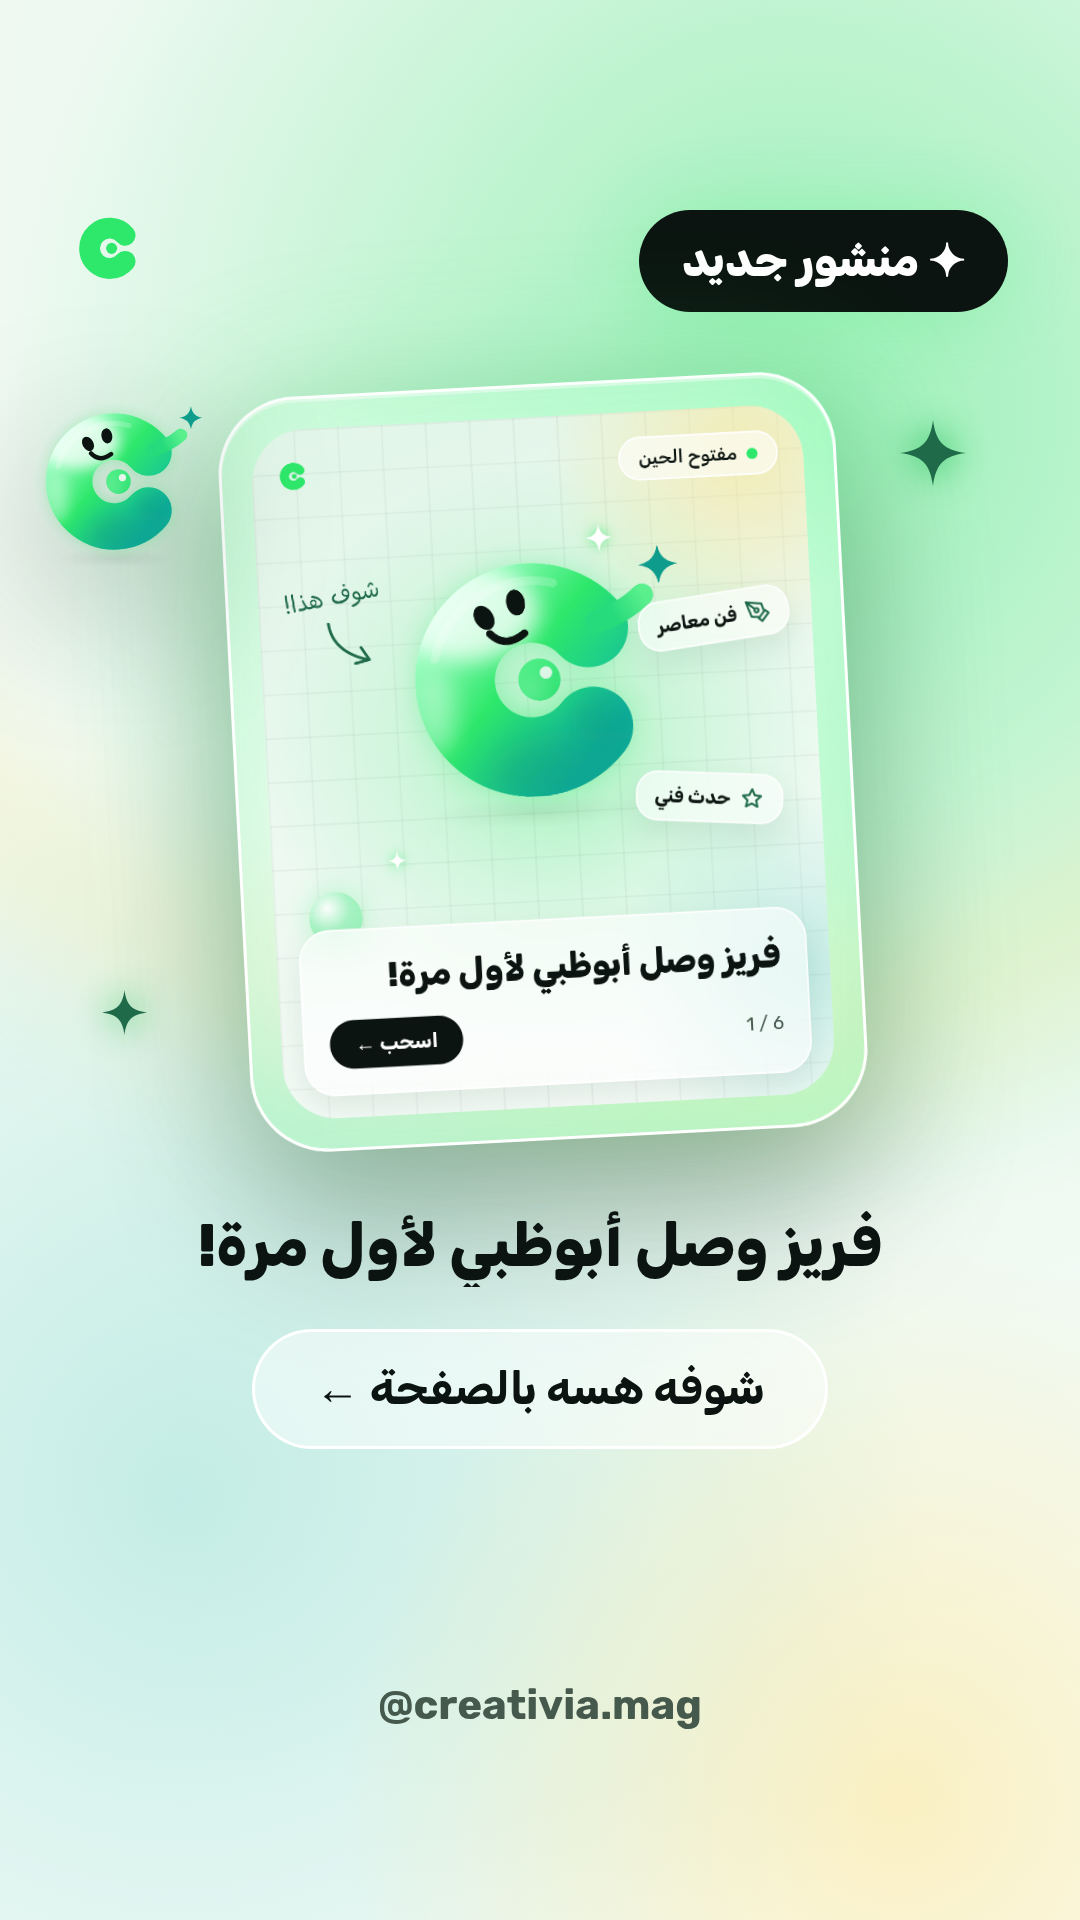 ✦ منشور جديد
مفتوح الحين
شوف هذا!
فن معاصر
حدث فني
فريز وصل أبوظبي لأول مرة!
1 / 6
اسحب ←
فريز وصل أبوظبي لأول مرة!
شوفه هسه بالصفحة ←
@creativia.mag